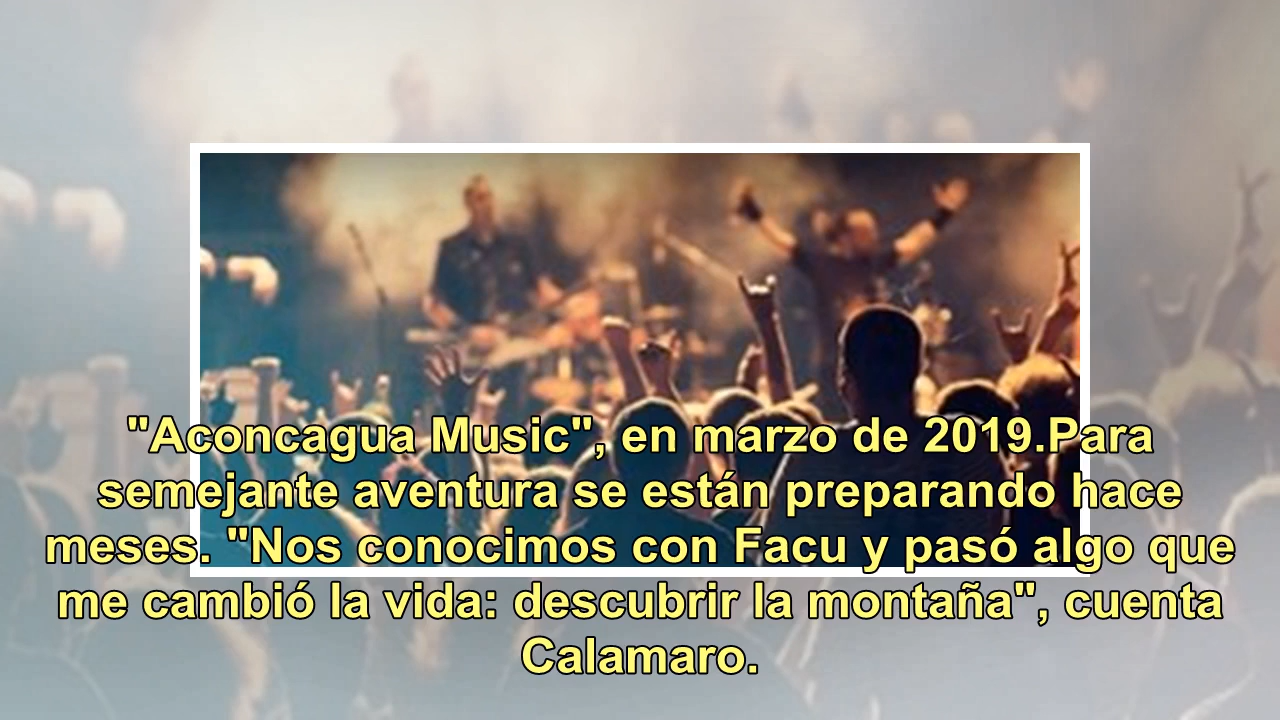 "Aconcagua Music", en marzo de 2019.Para
semejante aventura se están preparando hace
meses. "Nos conocimos con Facu y pasó algo que
me cambió la vida: descubrir la montaña", cuenta
Calamaro.